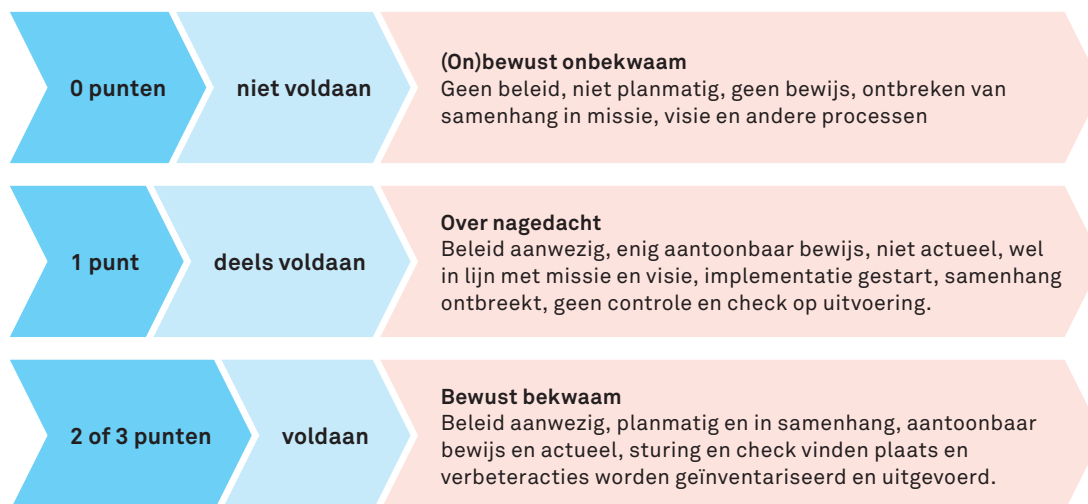 0 punten
niet voldaan
(On)bewust onbekwaam
Geen beleid, niet planmatig, geen bewijs, ontbreken van
samenhang in missie, visie en andere processen
1 punt
deels voldaan
Over nagedacht
Beleid aanwezig, enig aantoonbaar bewijs, niet actueel, wel
in lijn met missie en visie, implementatie gestart, samenhang
ontbreekt, geen controle en check op uitvoering.
2 of 3 punten
voldaan
Bewust bekwaam
Beleid aanwezig, planmatig en in samenhang, aantoonbaar
bewijs en actueel, sturing en check vinden plaats en
verbeteracties worden geïnventariseerd en uitgevoerd.